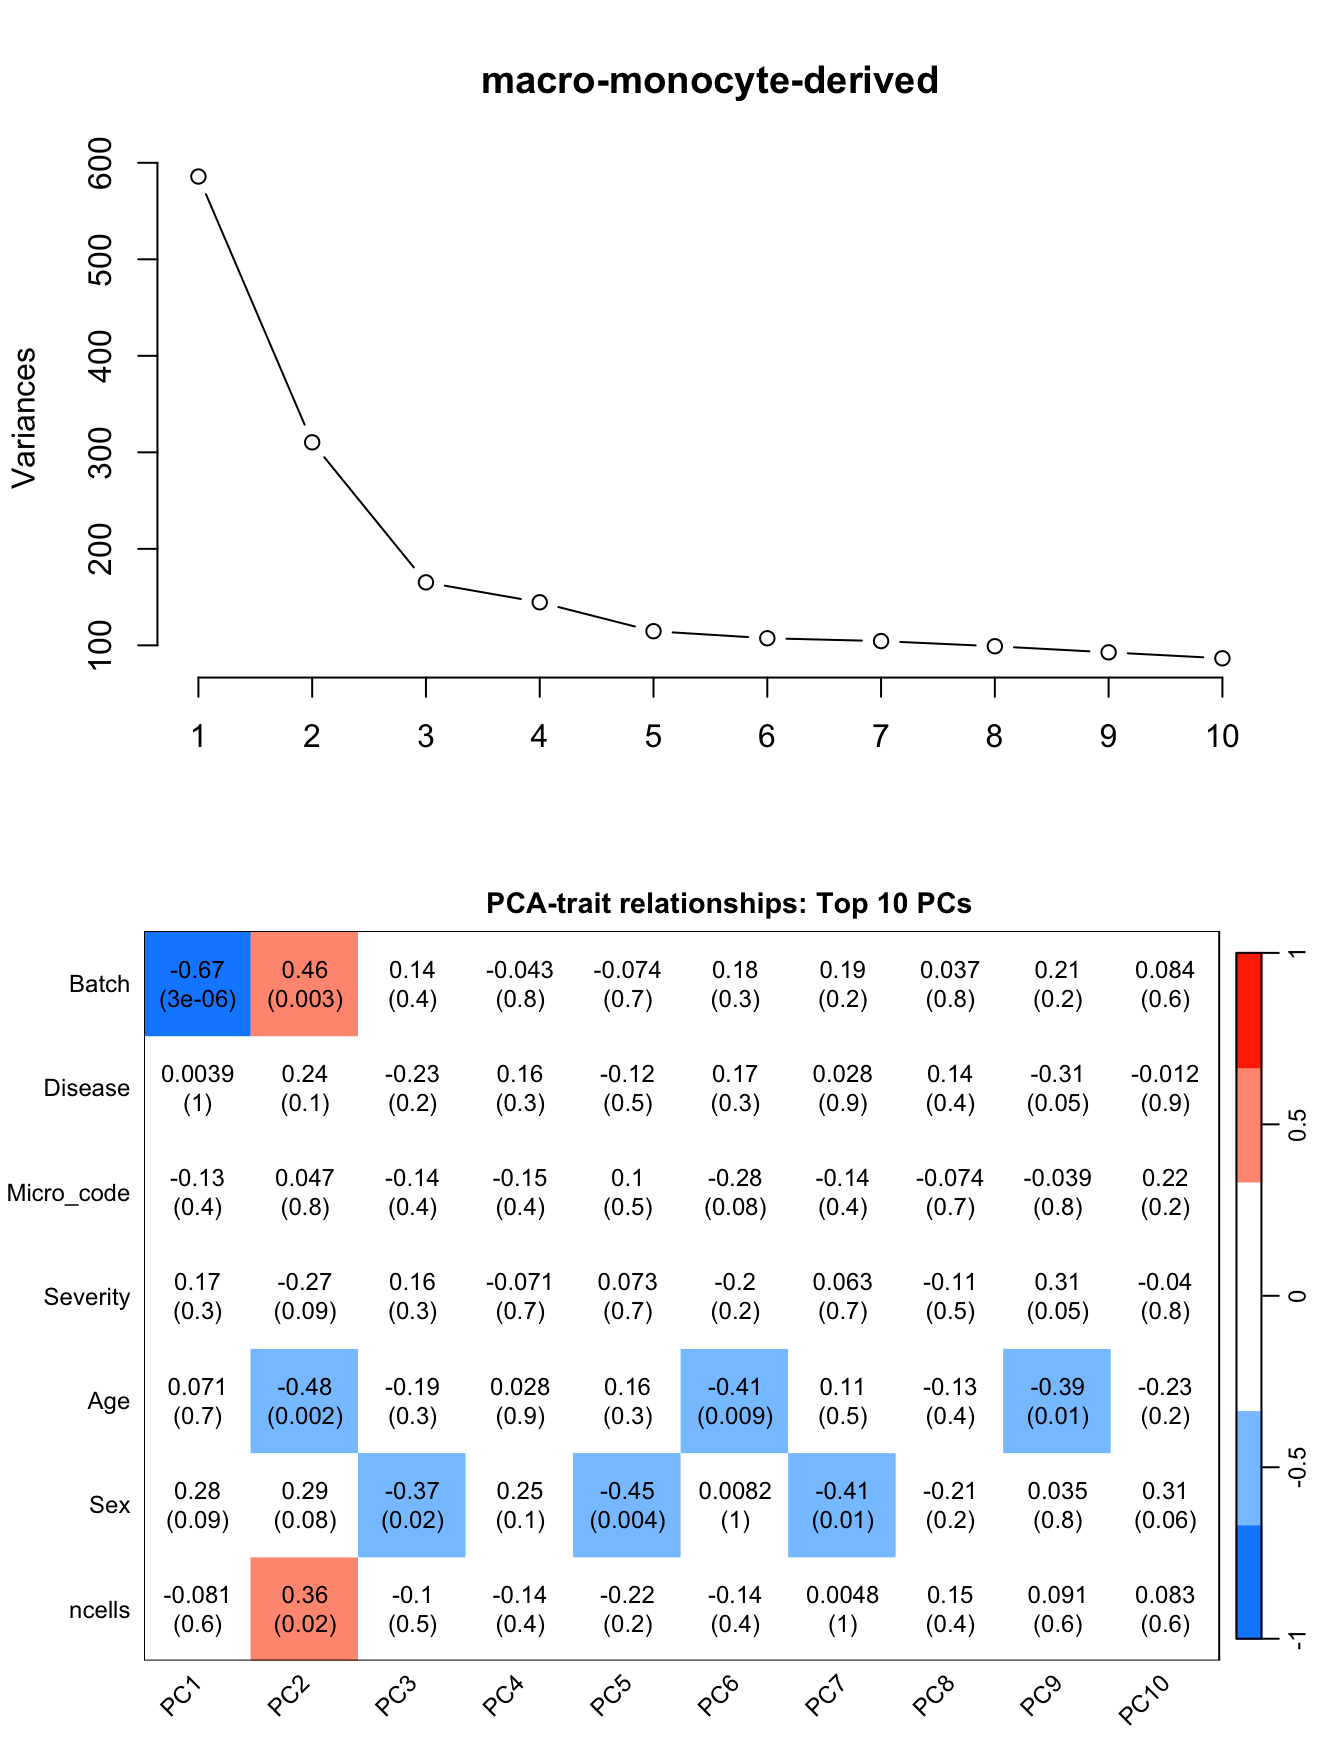 macro-monocyte-derived
Variances
600
500
400
300
200
100
1 2 3 4 5 6 7 8 9 10
PCA-trait relationships: Top 10 PCs
Batch -0.67 0.46 0.14 -0.043 -0.074 0.18 0.19 0.037 0.21 0.084
(3e-06) (0.003) (0.4) (0.8) (0.7) (0.3) (0.2) (0.8) (0.2) (0.6)
Disease 0.0039 0.24 -0.23 0.16 -0.12 0.17 0.028 0.14 -0.31 -0.012
(1) (0.1) (0.2) (0.3) (0.5) (0.3) (0.9) (0.4) (0.05) (0.9)
Micro_code -0.13 0.047 -0.14 -0.15 0.1 -0.28 -0.14 -0.074 -0.039 0.22
(0.4) (0.8) (0.4) (0.4) (0.5) (0.08) (0.4) (0.7) (0.8) (0.2)
Severity 0.17 -0.27 0.16 -0.071 0.073 -0.2 0.063 -0.11 0.31 -0.04
(0.3) (0.09) (0.3) (0.7) (0.7) (0.2) (0.7) (0.5) (0.05) (0.8)
Age 0.071 -0.48 -0.19 0.028 0.16 -0.41 0.11 -0.13 -0.39 -0.23
(0.7) (0.002) (0.3) (0.9) (0.3) (0.009) (0.5) (0.4) (0.01) (0.2)
Sex 0.28 0.29 -0.37 0.25 -0.45 0.0082 -0.41 -0.21 0.035 0.31
(0.09) (0.08) (0.02) (0.1) (0.004) (1) (0.01) (0.2) (0.8) (0.06)
ncells -0.081 0.36 -0.1 -0.14 -0.22 -0.14 0.0048 0.15 0.091 0.083
(0.6) (0.02) (0.5) (0.4) (0.2) (0.4) (1) (0.4) (0.6) (0.6)
PC1 PC2 PC3 PC4 PC5 PC6 PC7 PC8 PC9 PC10
1
0.5
0
-0.5
-1